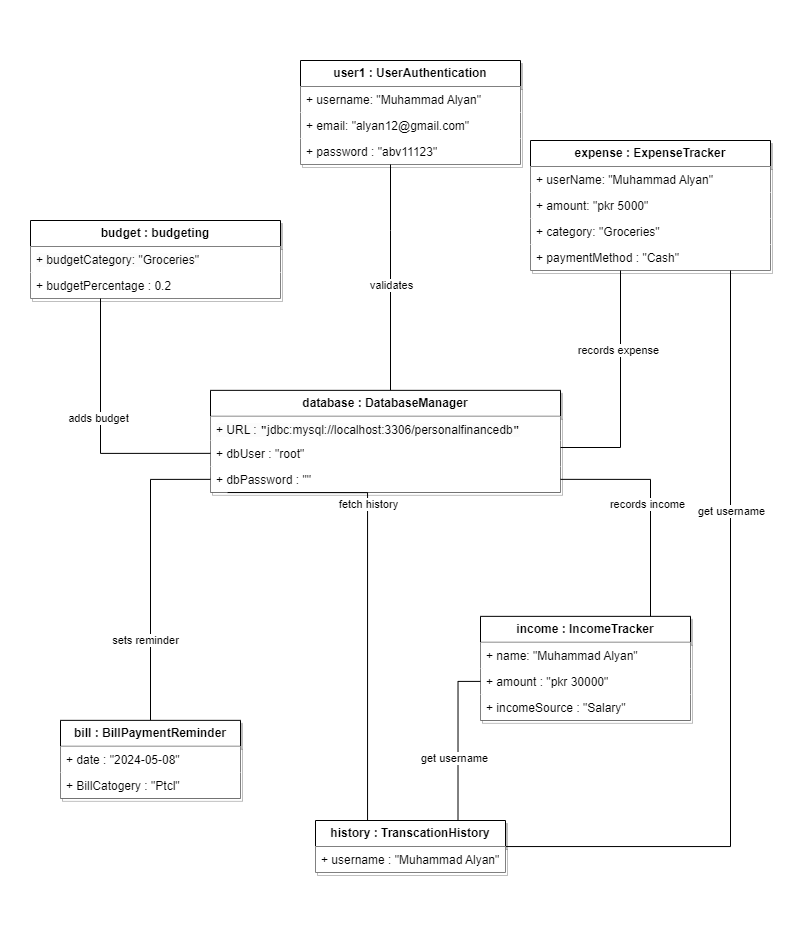 user1 : UserAuthentication
+ username: "Muhammad Alyan"
+ email: "alyan12@gmail.com"
+ password : "abv11123"
expense : ExpenseTracker
+ userName: "Muhammad Alyan"
+ amount: "pkr 5000"
+ category: "Groceries"
+ paymentMethod : "Cash"
budget : budgeting
+ budgetCategory: "Groceries"
+ budgetPercentage : 0.2
validates
records expense
adds budget
database : DatabaseManager
+ URL : "jdbc:mysql://localhost:3306/personalfinancedb"
+ dbUser : "root"
+ dbPassword : ""
fetch history
records income
get username
sets reminder
income : IncomeTracker
+ name: "Muhammad Alyan"
+ amount : "pkr 30000"
+ incomeSource : "Salary"
get username
bill : BillPaymentReminder
+ date : "2024-05-08"
+ BillCatogery : "Ptcl"
history : TranscationHistory
+ username : "Muhammad Alyan"